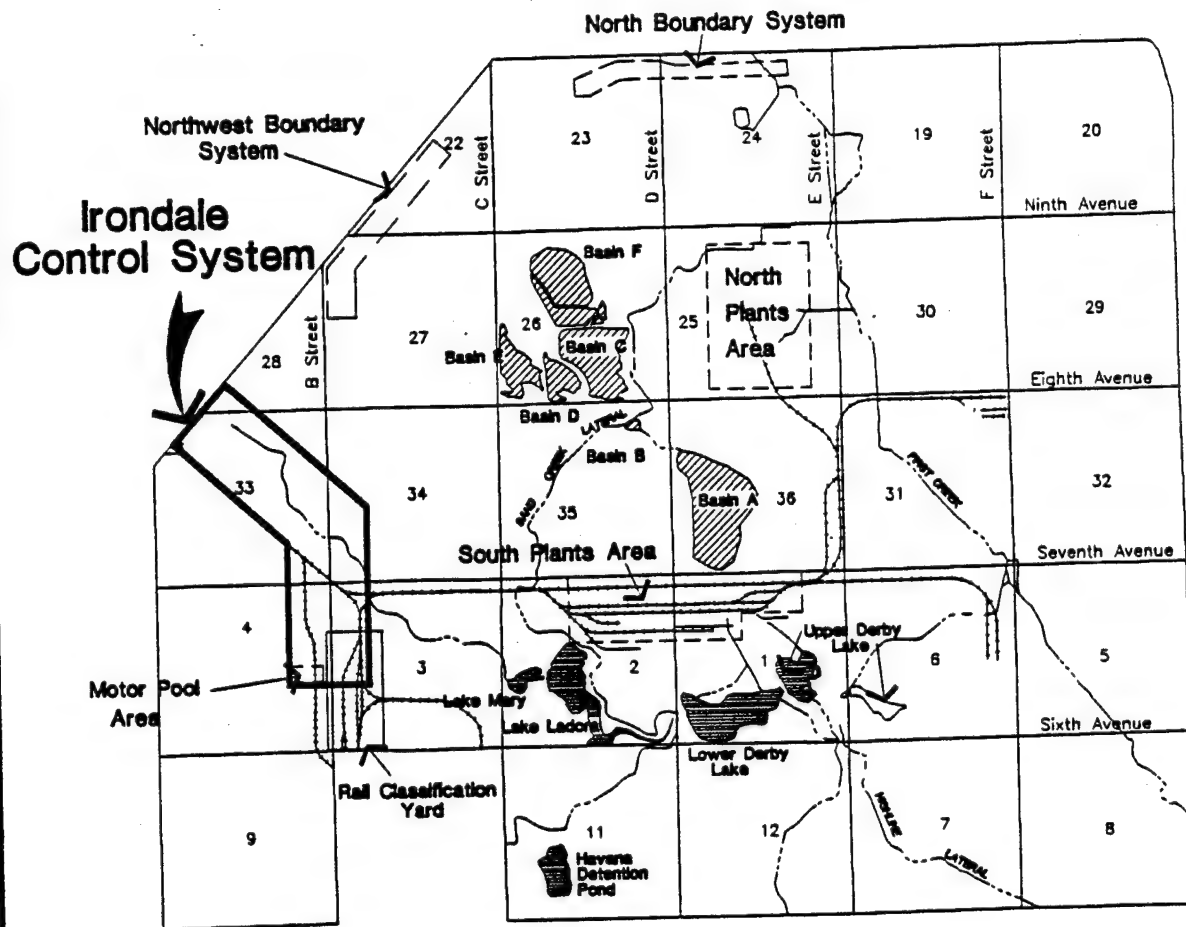 North Boundary System
Northwest Boundary
System
Irondale
Control System
22
23
24
19
20
C Street
D Street
E Street
F Street
Ninth Avenue
Basin F
North
Plants
Area
28
B Street
27
26
25
30
29
Basin E
Basin C
Eighth Avenue
Basin D
SAND CREEK LATERAL
Basin B
33
34
35
Basin A
36
31
FIRST CREEK
32
South Plants Area
Seventh Avenue
4
3
2
1
Upper Derby
Lake
6
5
Motor Pool
Area
Lake Mary
Lake Ladora
Sixth Avenue
Lower Derby
Lake
Rail Classification
Yard
9
11
12
HIGHLINE LATERAL
7
8
Havana
Detention
Pond